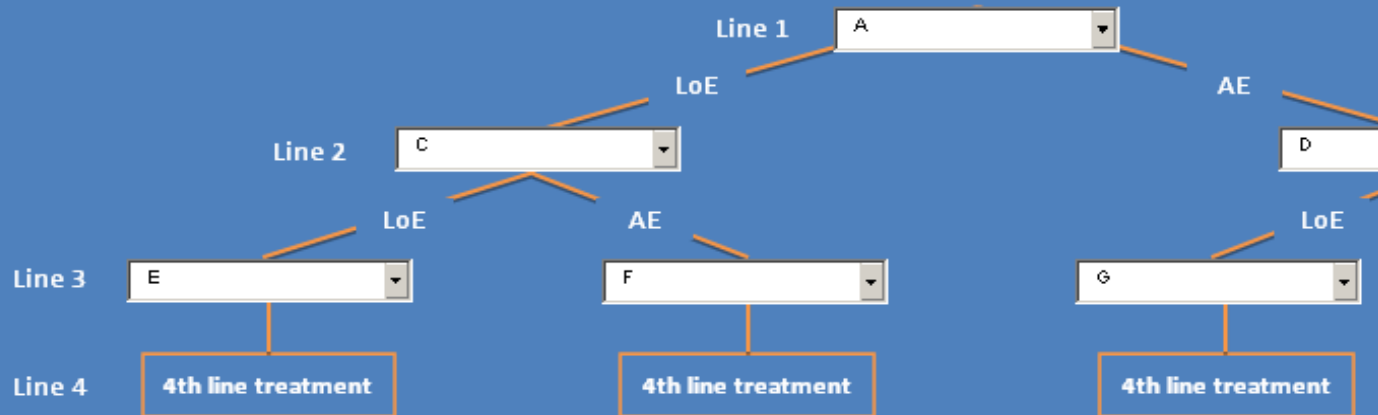 Line 1 A
LoE AE
Line 2 C D
LoE AE LoE
Line 3 E F G
Line 4 4th line treatment 4th line treatment 4th line treatment